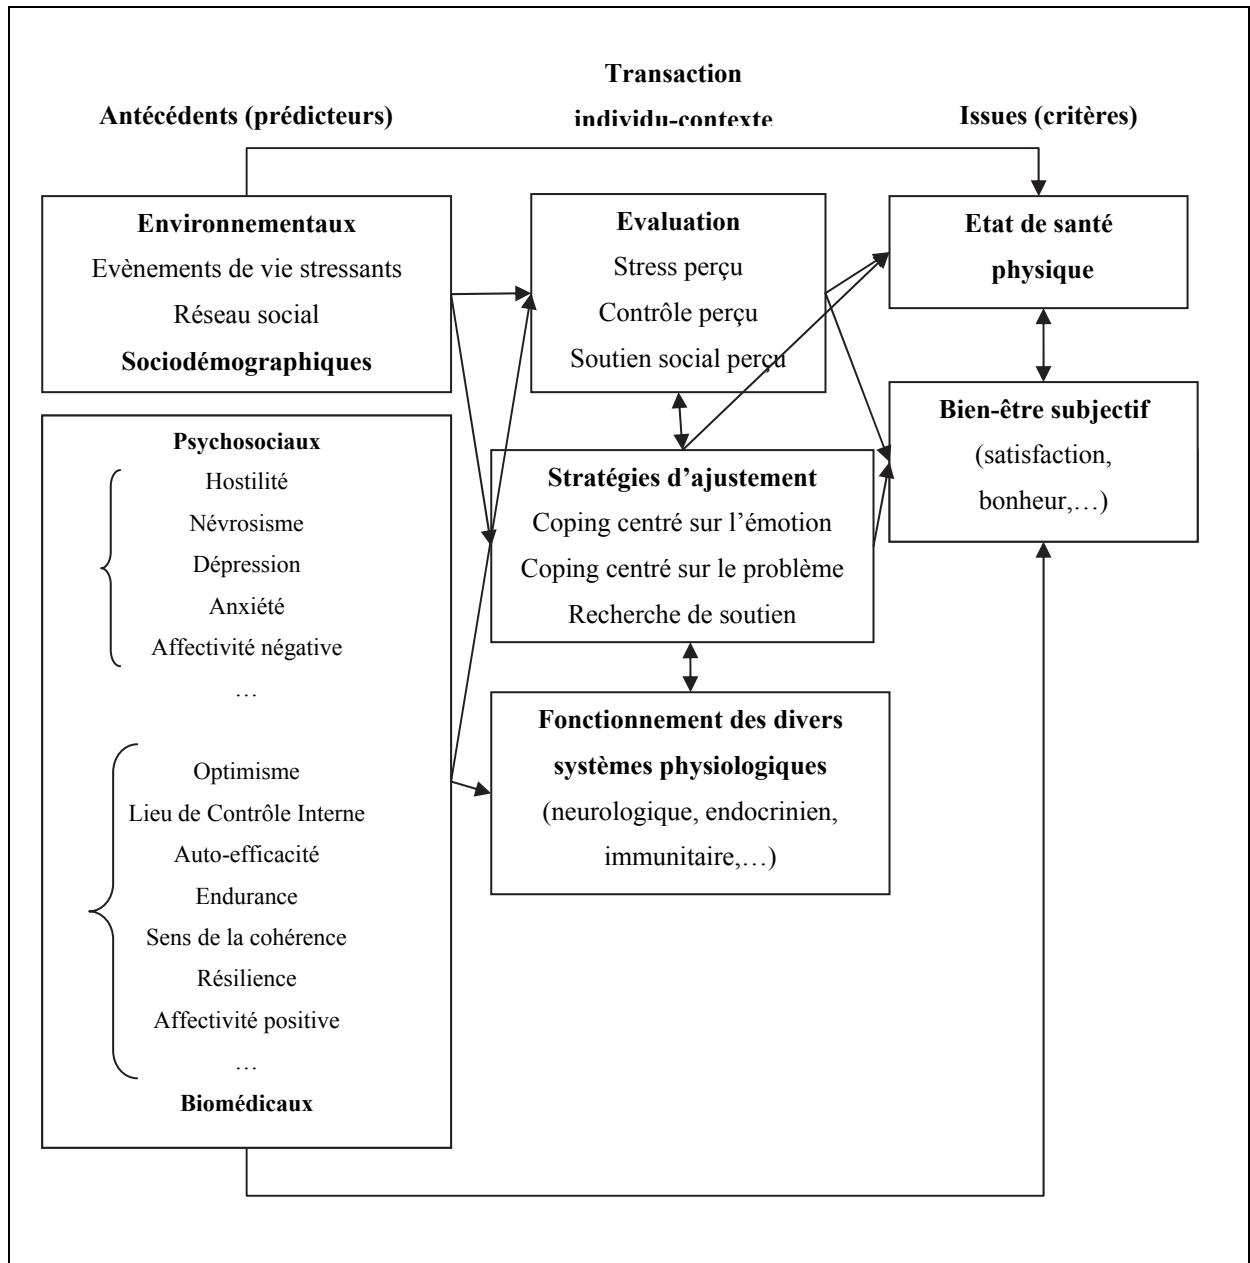 Transaction
individu-contexte
Antécédents (prédicteurs)
Issues (critères)
Environnementaux
Evènements de vie stressants
Réseau social
Sociodémographiques
Evaluation
Stress perçu
Contrôle perçu
Soutien social perçu
Etat de santé
physique
Psychosociaux
Hostilité
Névrosisme
Dépression
Anxiété
Affectivité négative
…
Optimisme
Lieu de Contrôle Interne
Auto-efficacité
Endurance
Sens de la cohérence
Résilience
Affectivité positive
…
Biomédicaux
Stratégies d’ajustement
Coping centré sur l’émotion
Coping centré sur le problème
Recherche de soutien
Fonctionnement des divers
systèmes physiologiques
(neurologique, endocrinien,
immunitaire,…)
Bien-être subjectif
(satisfaction,
bonheur,…)